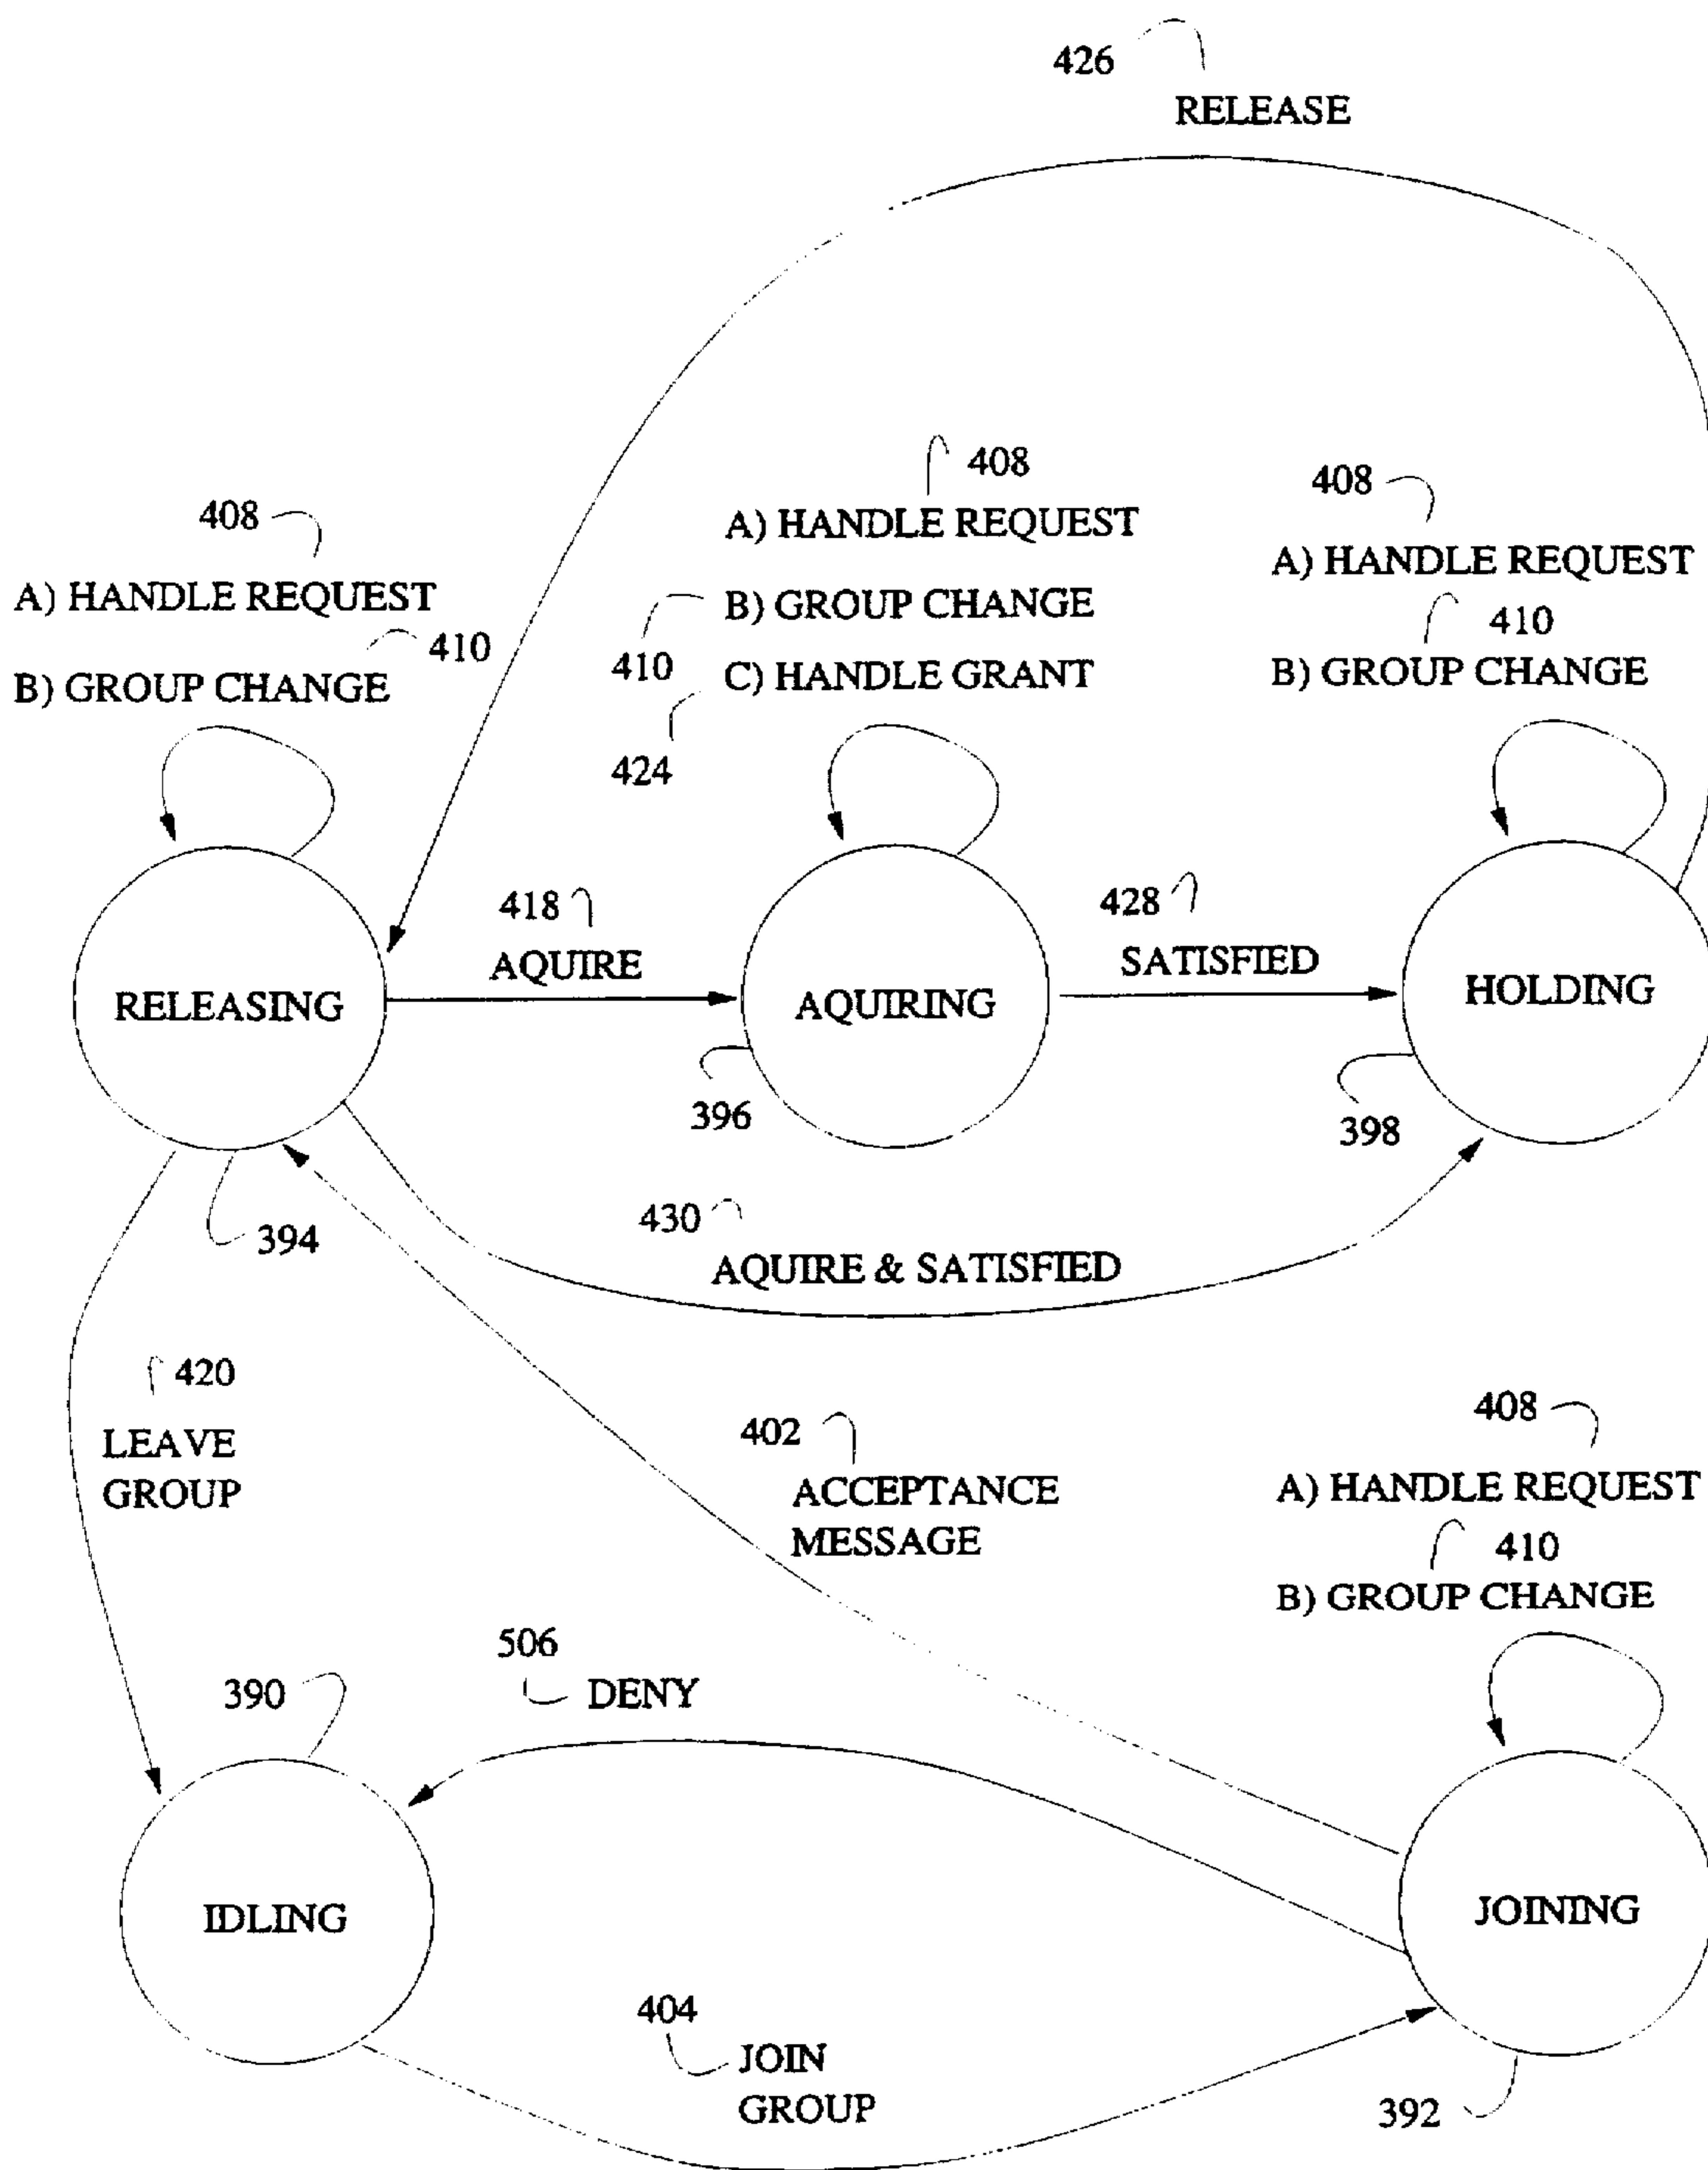 426
RELEASE
408
A) HANDLE REQUEST
410
B) GROUP CHANGE
408
A) HANDLE REQUEST
B) GROUP CHANGE
410
C) HANDLE GRANT
424
408
A) HANDLE REQUEST
410
B) GROUP CHANGE
418
AQUIRE
428
SATISFIED
RELEASING
AQUIRING
HOLDING
396
398
394
430
AQUIRE & SATISFIED
420
LEAVE
GROUP
402
ACCEPTANCE
MESSAGE
408
A) HANDLE REQUEST
410
B) GROUP CHANGE
506
DENY
390
IDLING
JOINING
404
JOIN
GROUP
392